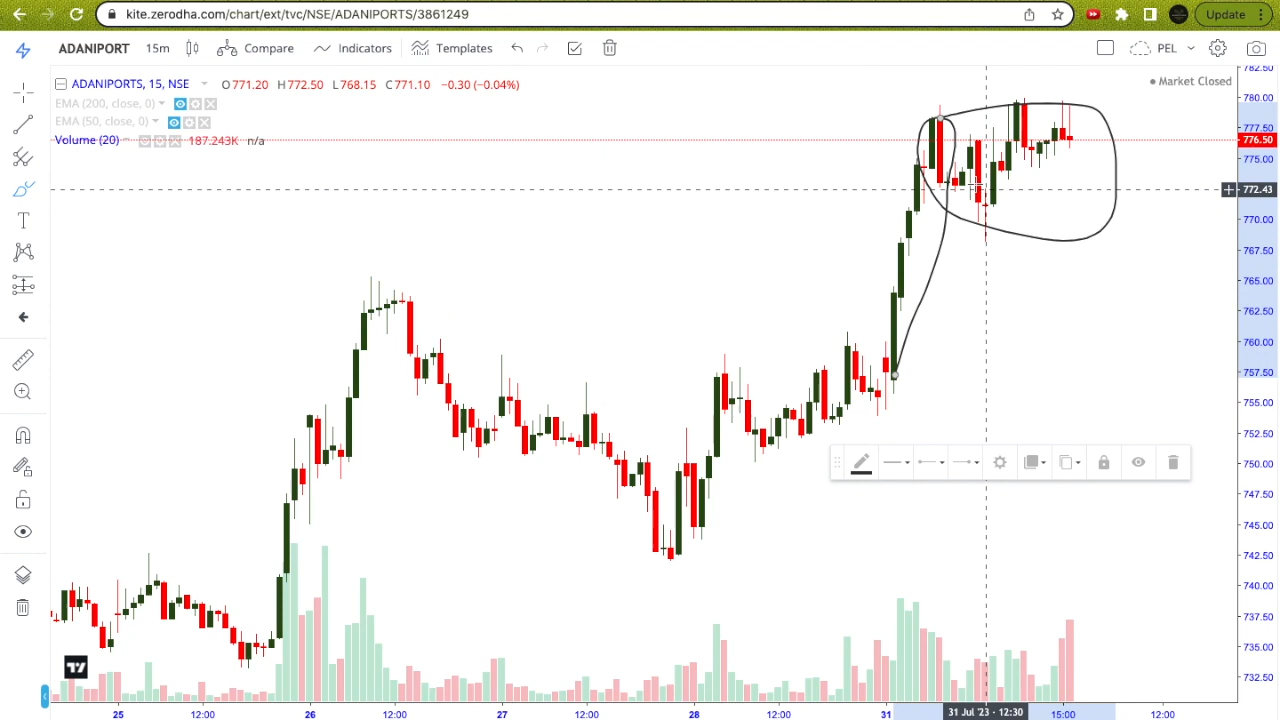 kite.zerodha.com/chart/ext/tvc/NSE/ADANIPORTS/3861249
Update
ADANIPORT 15m Compare Indicators Templates PEL
ADANIPORTS, 15, NSE O771.20 H772.50 L768.15 C771.10 −0.30 (−0.04%)
Market Closed
EMA (200, close, 0)
EMA (50, close, 0)
Volume (20) 187.243K n/a
782.50
780.00
777.50
776.50
775.00
772.43
770.00
767.50
765.00
762.50
760.00
757.50
755.00
752.50
750.00
747.50
745.00
742.50
740.00
737.50
735.00
732.50
25 12:00 26 12:00 27 12:00 28 12:00 31 31 Jul '23 - 12:30 15:00 12:00